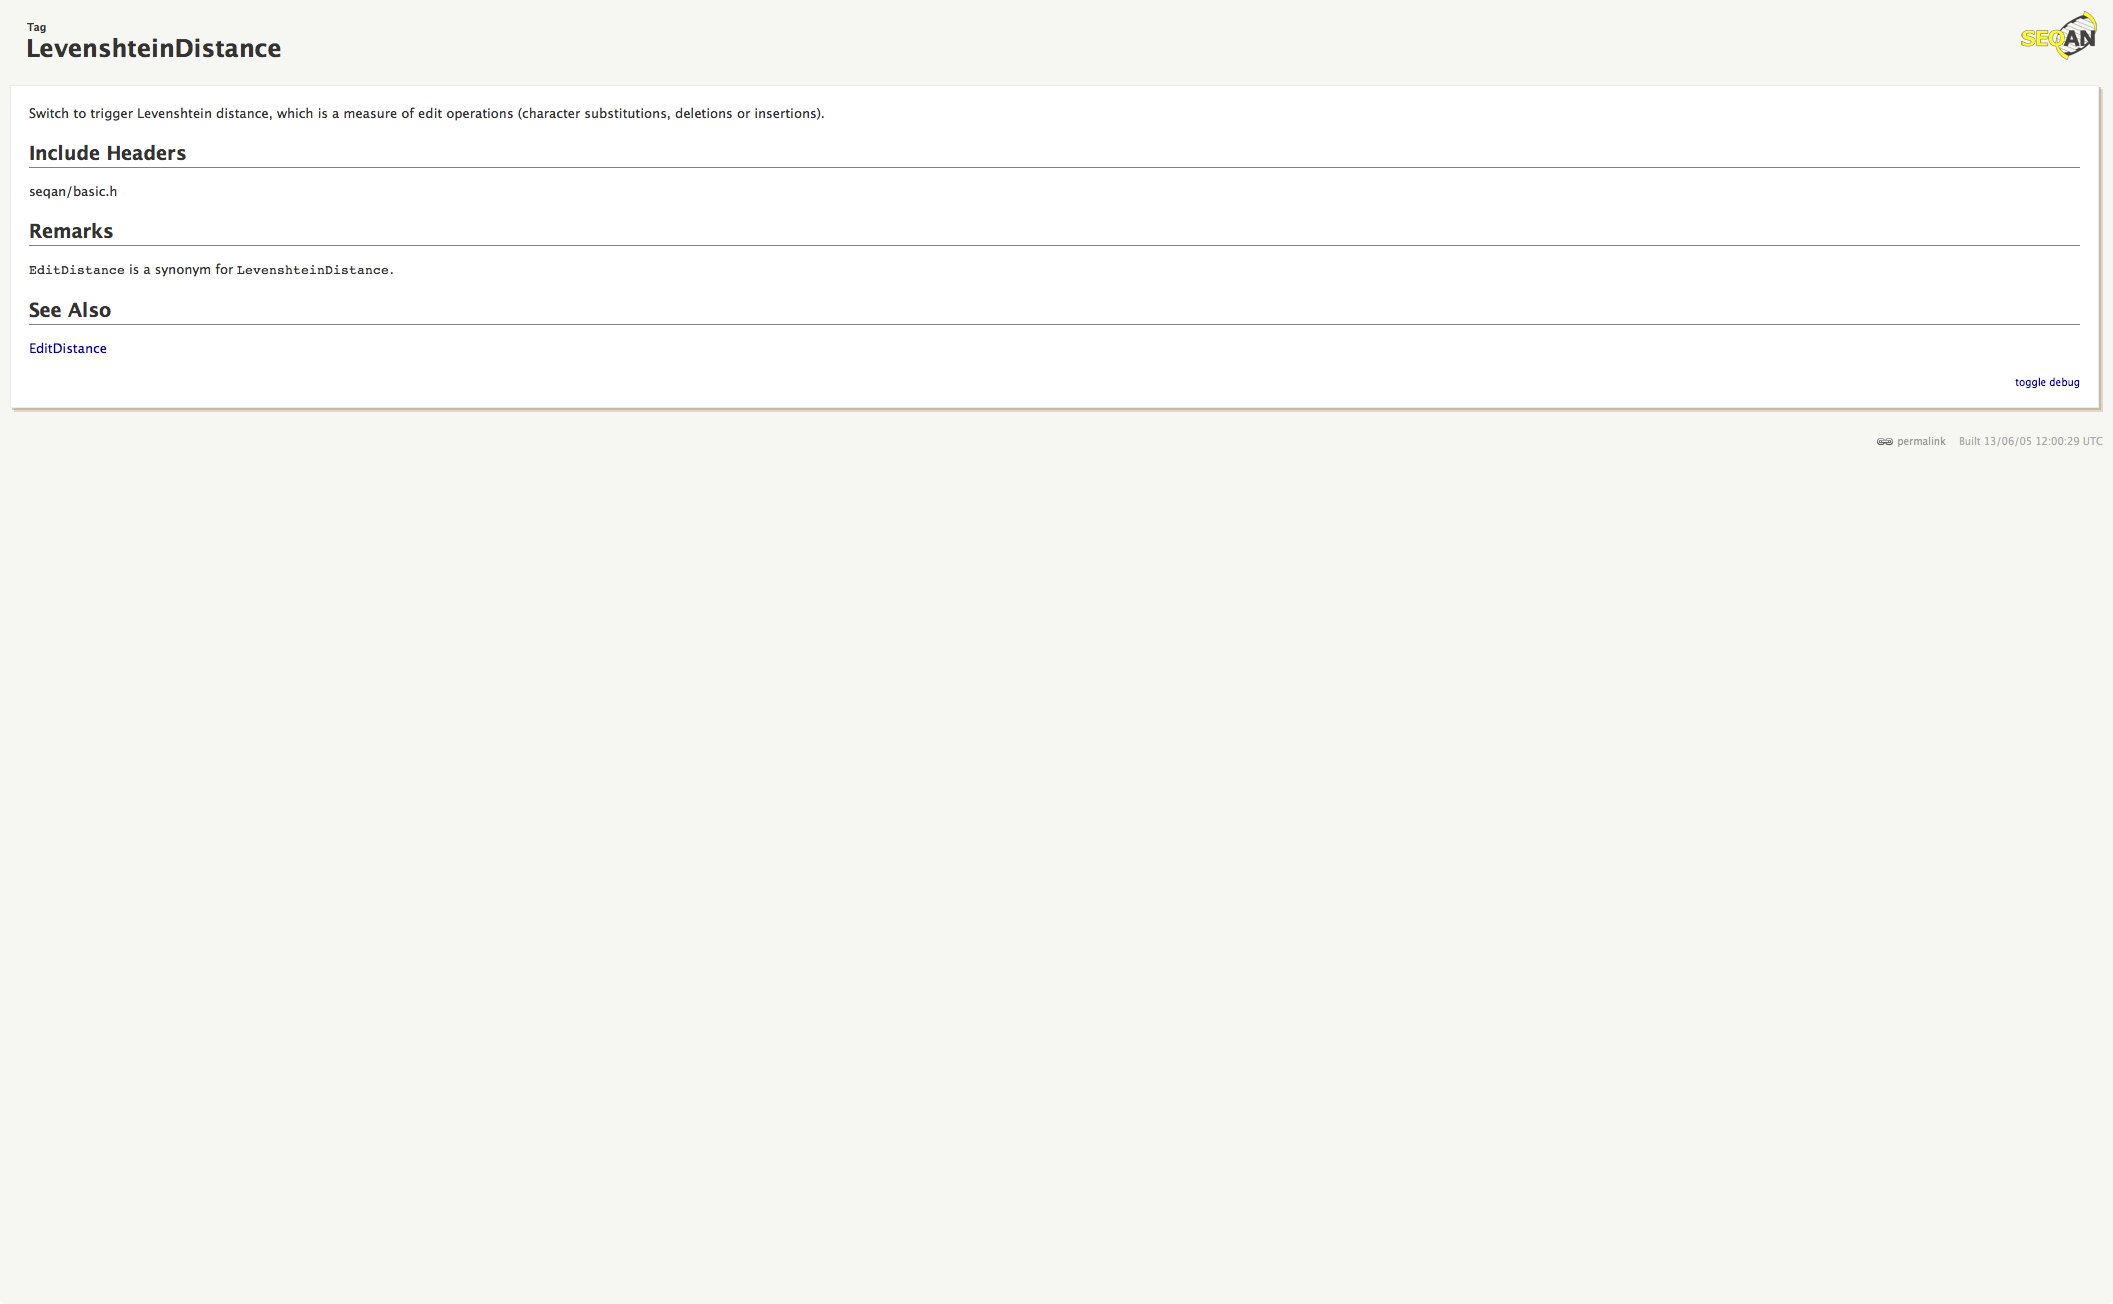 Tag
LevenshteinDistance
SEQAN
Switch to trigger Levenshtein distance, which is a measure of edit operations (character substitutions, deletions or insertions).
Include Headers
seqan/basic.h
Remarks
EditDistance is a synonym for LevenshteinDistance.
See Also
EditDistance
toggle debug
permalink Built 13/06/05 12:00:29 UTC